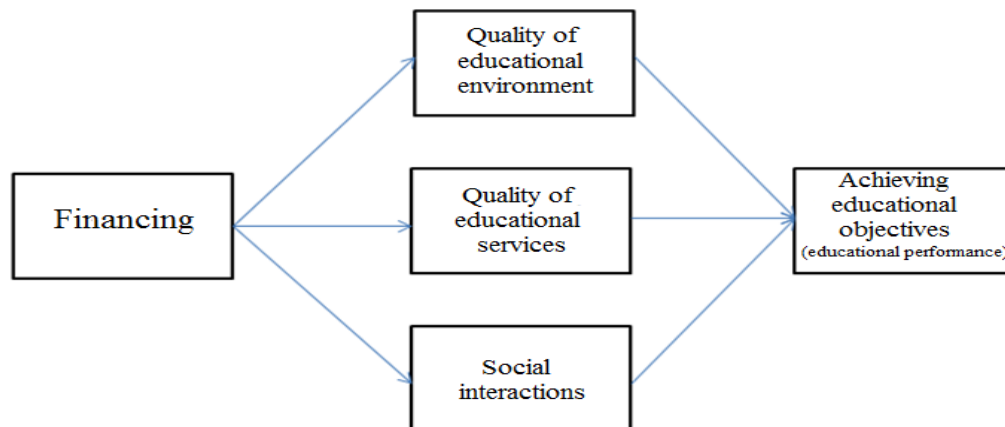 Quality of
educational
environment
Financing
Quality of
educational
services
Achieving
educational
objectives
(educational performance)
Social
interactions